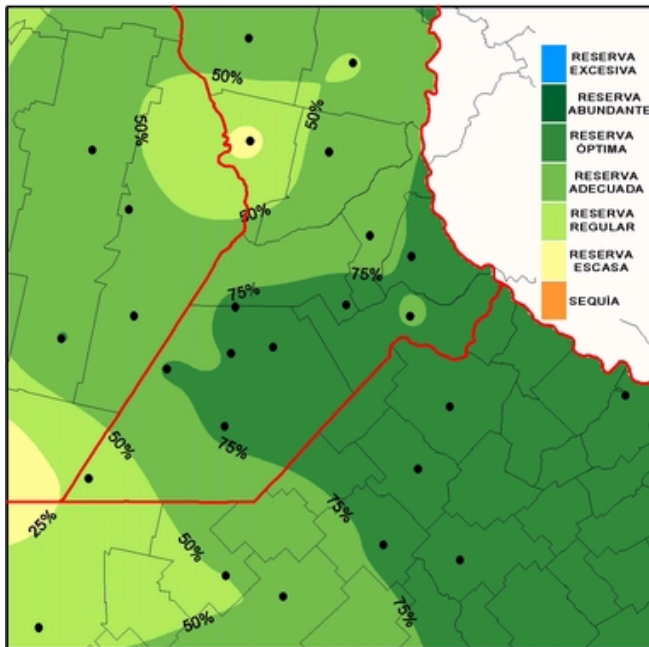 50%
50%
50%
50%
75%
75%
50%
75%
25%
75%
50%
75%
50%
RESERVA
EXCESIVA
RESERVA
ABUNDANTE
RESERVA
ÓPTIMA
RESERVA
ADECUADA
RESERVA
REGULAR
RESERVA
ESCASA
SEQUÍA